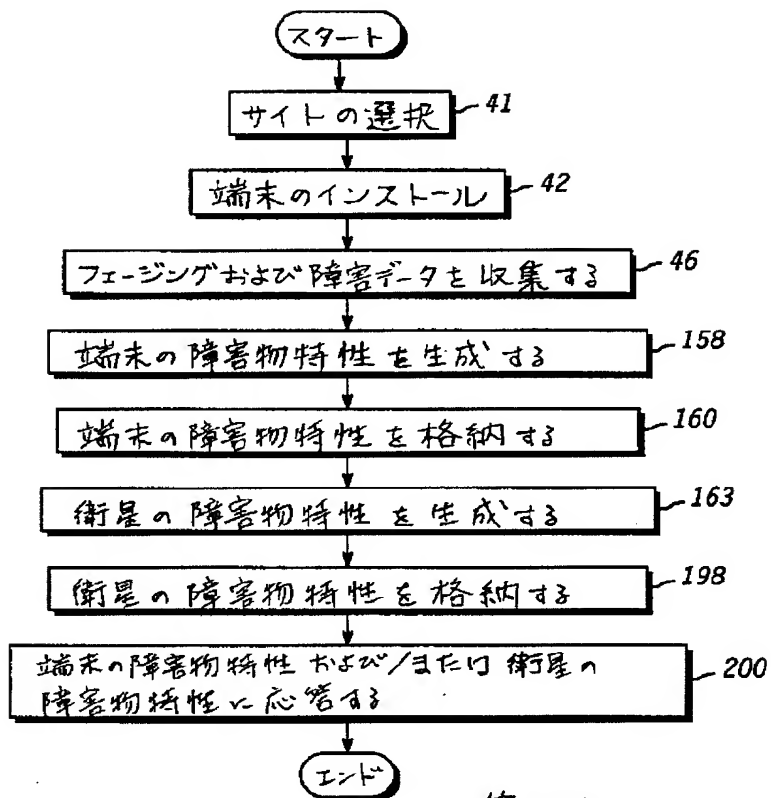 スタート
サイトの選択
41
端末のインストール
42
フェージングおよび障害データを収集する
46
端末の障害物特性を生成する
158
端末の障害物特性を格納する
160
衛星の障害物特性を生成する
163
衛星の障害物特性を格納する
198
端末の障害物特性および/または衛星の
障害物特性に応答する
200
エンド